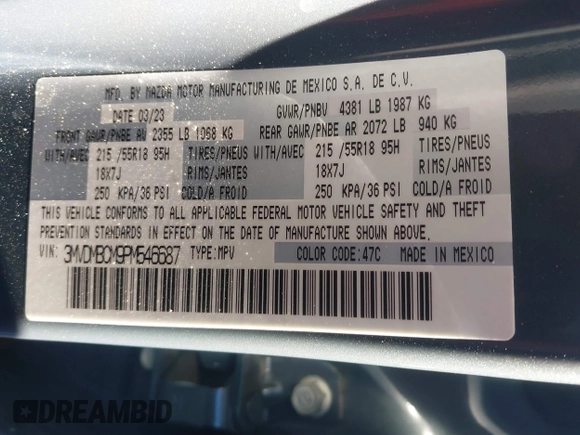 MFD. BY MAZDA MOTOR MANUFACTURING DE MEXICO S.A. DE C.V.
DATE 03/23 GVWR/PNBV 4381 LB 1987 KG
FRONT GAWR/PNBE AV 2355 LB 1068 KG REAR GAWR/PNBE AR 2072 LB 940 KG
WITH/AVEC 215 /55R18 95H TIRES/PNEUS WITH/AVEC 215 /55R18 95H TIRES/PNEUS
18X7J RIMS/JANTES 18X7J RIMS/JANTES
250 KPA/36 PSI COLD/A FROID 250 KPA/36 PSI COLD/A FROID
THIS VEHICLE CONFORMS TO ALL APPLICABLE FEDERAL MOTOR VEHICLE SAFETY AND THEFT
PREVENTION STANDARDS IN EFFECT ON THE DATE OF MANUFACTURE SHOWN ABOVE.
VIN: 3MVDMBCM9PM546687 TYPE: MPV COLOR CODE: 47C MADE IN MEXICO
DREAMBID